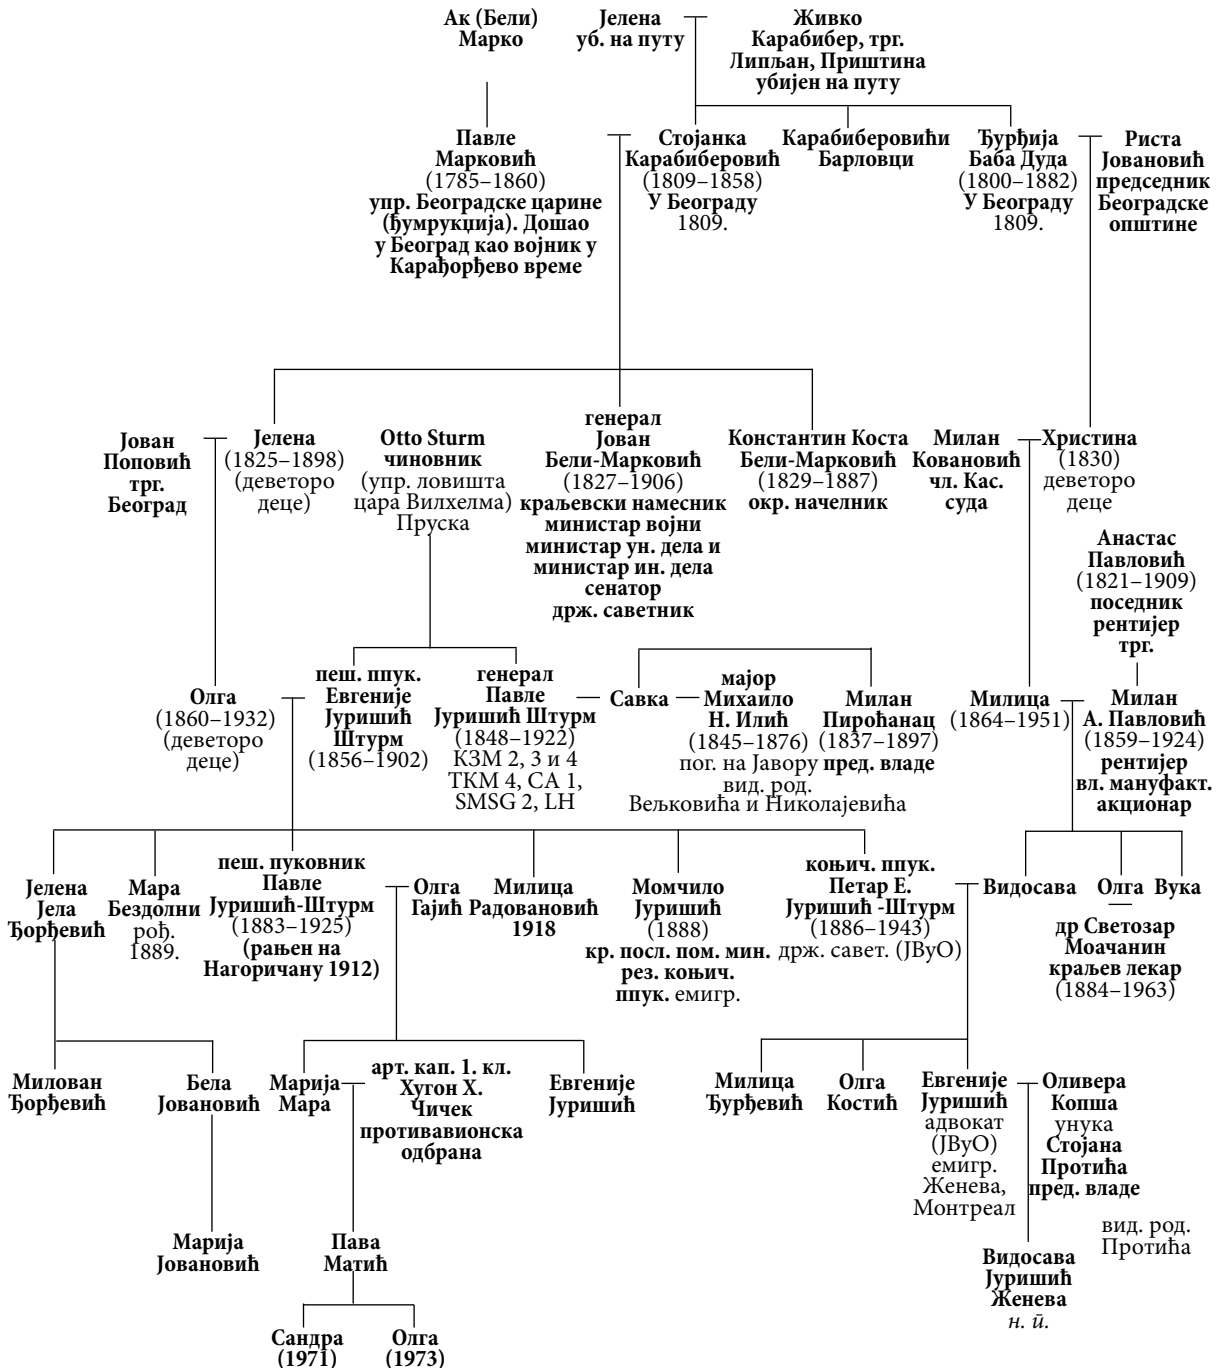 Ак (Бели)
Марко
Јелена
уб. на путу
Живко
Карабибер, трг.
Липљан, Приштина
убијен на путу
Павле
Марковић
(1785–1860)
упр. Београдске царине
(ђумрукџија). Дошао
у Београд као војник у
Карађорђево време
Стојанка
Карабиберовић
(1809–1858)
У Београду
1809.
Карабиберовићи
Барловци
Ђурђија
Баба Дуда
(1800–1882)
У Београду
1809.
Риста
Јовановић
председник
Београдске
општине
Јован
Поповић
трг.
Београд
Јелена
(1825–1898)
(деветоро
деце)
Otto Sturm
чиновник
(упр. ловишта
цара Вилхелма)
Пруска
генерал
Јован
Бели-Марковић
(1827–1906)
краљевски намесник
министар војни
министар ун. дела и
министар ин. дела
сенатор
држ. саветник
Константин Коста
Бели-Марковић
(1829–1887)
окр. начелник
Милан
Ковановић
чл. Кас.
суда
Христина
(1830)
деветоро
деце
Анастас
Павловић
(1821–1909)
поседник
рентијер
трг.
Олга
(1860–1932)
(деветоро
деце)
пеш. ппук.
Евгеније
Јуришић
Штурм
(1856–1902)
генерал
Павле
Јуришић Штурм
(1848–1922)
КЗМ 2, 3 и 4
ТКМ 4, СА 1,
SMSG 2, LH
Савка
мајор
Михаило
Н. Илић
(1845–1876)
пог. на Јавору
вид. род.
Вељковића и Николајевића
Милан
Пироћанац
(1837–1897)
пред. владе
Милица
(1864–1951)
Милан
А. Павловић
(1859–1924)
рентијер
вл. мануфакт.
акционар
Јелена
Јела
Ђорђевић
Мара
Бездолни
рођ.
1889.
пеш. пуковник
Павле
Јуришић-Штурм
(1883–1925)
(рањен на
Нагоричану 1912)
Олга
Гајић
Милица
Радовановић
1918
Момчило
Јуришић
(1888)
кр. посл. пом. мин.
рез. коњич.
ппук. емигр.
коњич. ппук.
Петар Е.
Јуришић -Штурм
(1886–1943)
држ. савет. (ЈВуО)
Видосава
Олга
Вука
др Светозар
Моачанин
краљев лекар
(1884–1963)
Милован
Ђорђевић
Бела
Јовановић
Марија
Мара
арт. кап. 1. кл.
Хугон Х.
Чичек
противавионска
одбрана
Евгеније
Јуришић
Милица
Ђурђевић
Олга
Костић
Евгеније
Јуришић
адвокат
(ЈВуО)
емигр.
Женева,
Монтреал
Оливера
Копша
унука
Стојана
Протића
пред. владе
вид. род.
Протића
Марија
Јовановић
Пава
Матић
Видосава
Јуришић
Женева
н. п.
Сандра
(1971)
Олга
(1973)